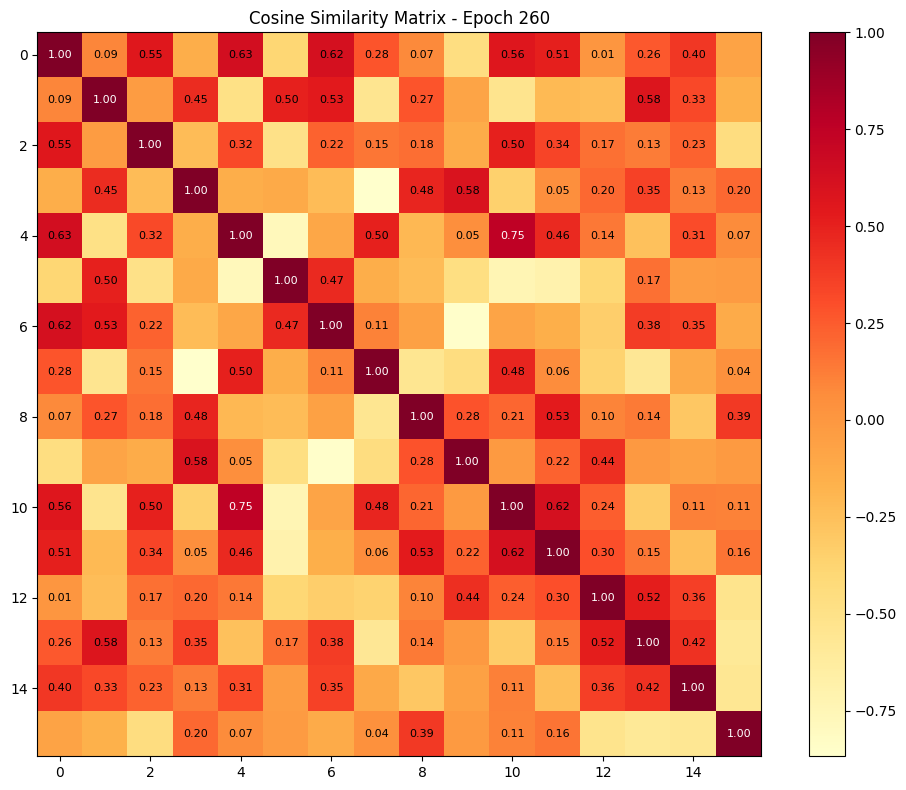 Cosine Similarity Matrix - Epoch 260
0 1.00 0.09 0.55 0.63 0.62 0.28 0.07 0.56 0.51 0.01 0.26 0.40
0.09 1.00 0.45 0.50 0.53 0.27 0.58 0.33
2 0.55 1.00 0.32 0.22 0.15 0.18 0.50 0.34 0.17 0.13 0.23
0.45 1.00 0.48 0.58 0.05 0.20 0.35 0.13 0.20
4 0.63 0.32 1.00 0.50 0.05 0.75 0.46 0.14 0.31 0.07
0.50 1.00 0.47 0.17
6 0.62 0.53 0.22 0.47 1.00 0.11 0.38 0.35
0.28 0.15 0.50 0.11 1.00 0.48 0.06 0.04
8 0.07 0.27 0.18 0.48 1.00 0.28 0.21 0.53 0.10 0.14 0.39
0.58 0.05 0.28 1.00 0.22 0.44
10 0.56 0.50 0.75 0.48 0.21 1.00 0.62 0.24 0.11 0.11
0.51 0.34 0.05 0.46 0.06 0.53 0.22 0.62 1.00 0.30 0.15 0.16
12 0.01 0.17 0.20 0.14 0.10 0.44 0.24 0.30 1.00 0.52 0.36
0.26 0.58 0.13 0.35 0.17 0.38 0.14 0.15 0.52 1.00 0.42
14 0.40 0.33 0.23 0.13 0.31 0.35 0.11 0.36 0.42 1.00
0.20 0.07 0.04 0.39 0.11 0.16 1.00
0 2 4 6 8 10 12 14
1.00
0.75
0.50
0.25
0.00
−0.25
−0.50
−0.75